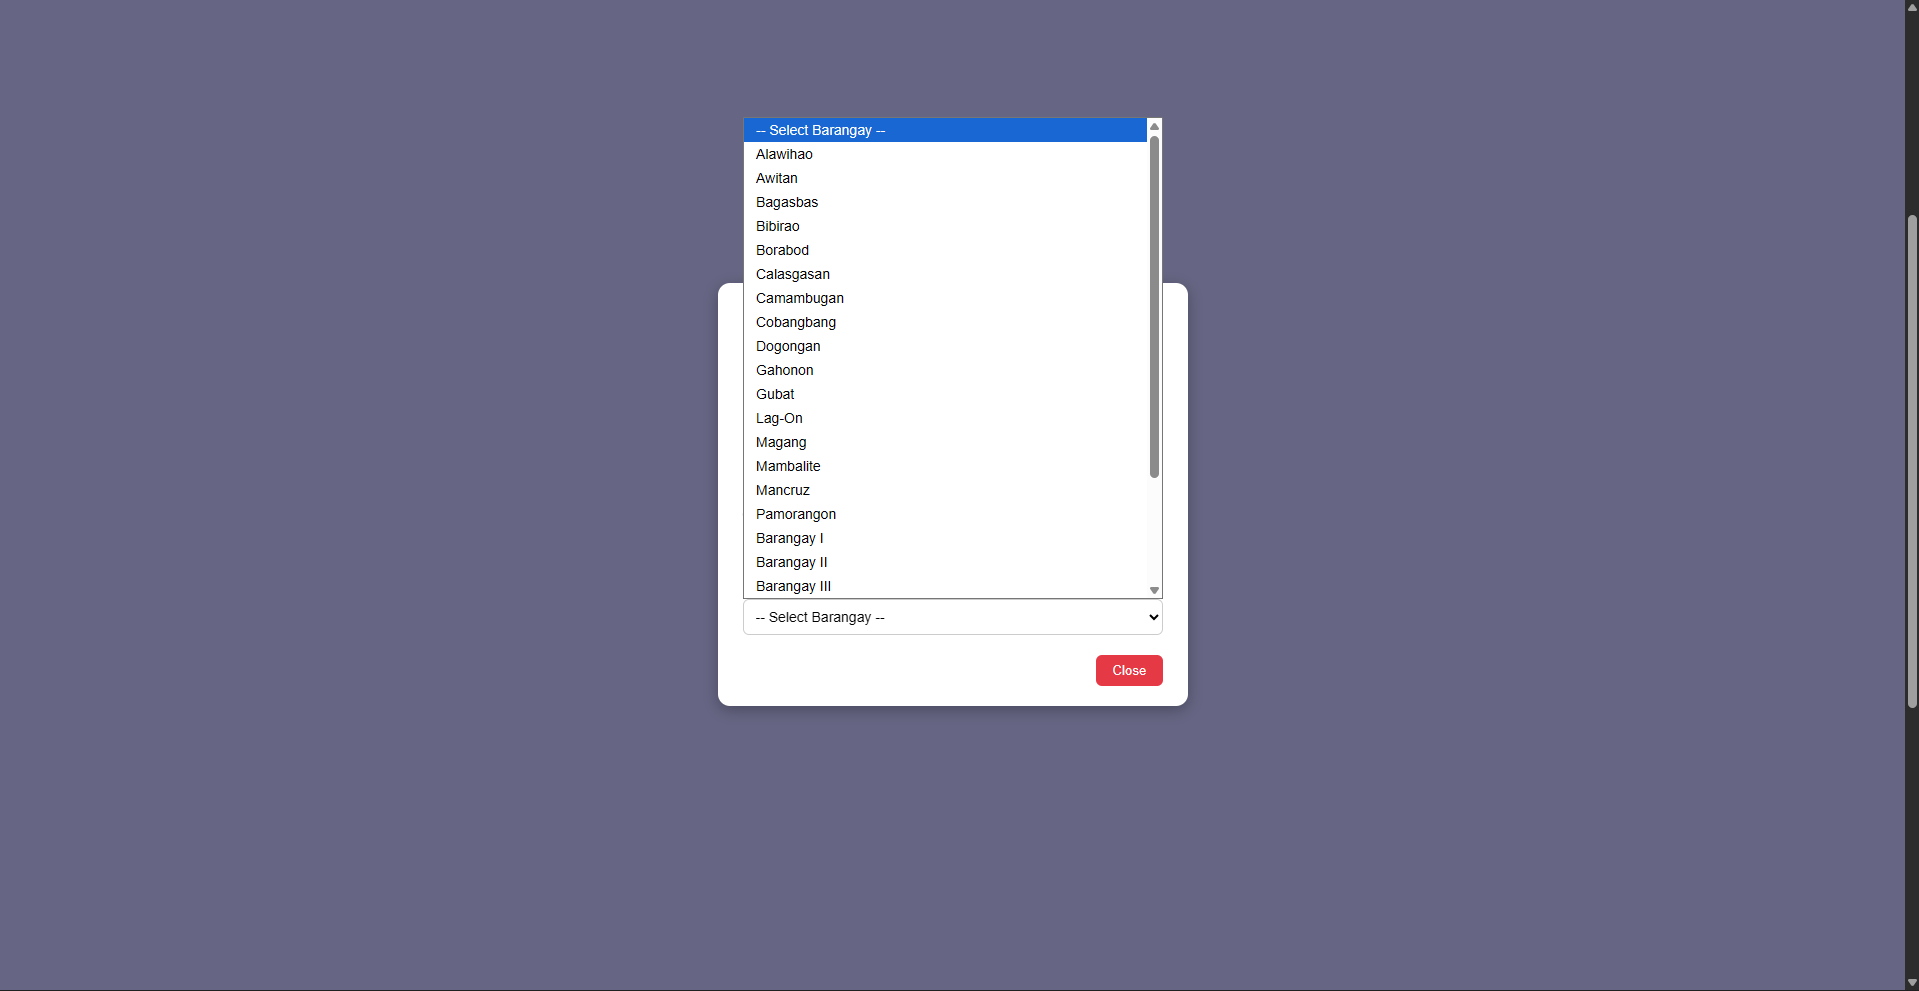 -- Select Barangay --
Alawihao
Awitan
Bagasbas
Bibirao
Borabod
Calasgasan
Camambugan
Cobangbang
Dogongan
Gahonon
Gubat
Lag-On
Magang
Mambalite
Mancruz
Pamorangon
Barangay I
Barangay II
Barangay III
-- Select Barangay --
Close